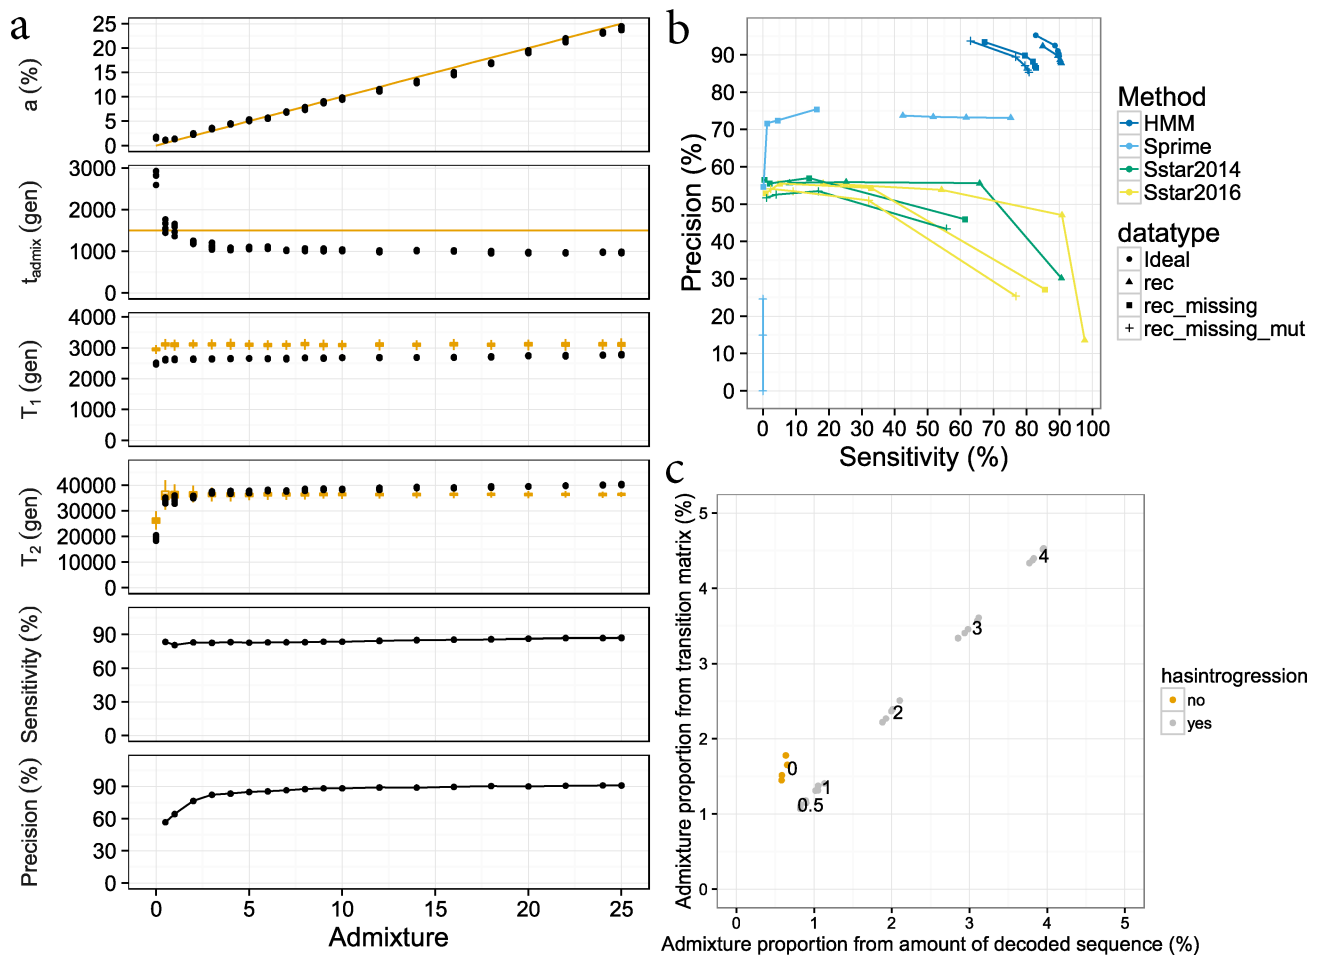 a
a (%)
25
20
15
10
5
0
t_admix (gen)
3000
2000
1000
0
T_1 (gen)
4000
3000
2000
1000
0
T_2 (gen)
40000
30000
20000
10000
0
Sensitivity (%)
90
60
30
0
Precision (%)
90
60
30
0
0 5 10 15 20 25
Admixture
b
Precision (%)
90
80
70
60
50
40
30
20
10
0
0 10 20 30 40 50 60 70 80 90 100
Sensitivity (%)
Method
HMM
Sprime
Sstar2014
Sstar2016
datatype
Ideal
rec
rec_missing
rec_missing_mut
c
Admixture proportion from transition matrix (%)
5
4
3
2
1
0
4
3
2
0
1
0.5
0 1 2 3 4 5
Admixture proportion from amount of decoded sequence (%)
hasintrogression
no
yes